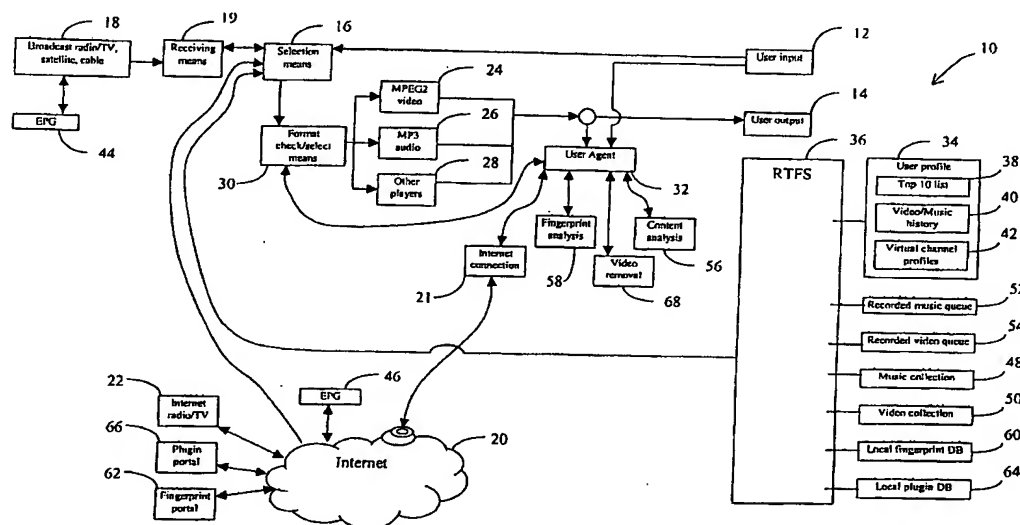 18
19
16
12
10
Broadcast radio/TV,
satellite, cable
Receiving
means
Selection
means
User input
24
MPEG2
video
14
User output
EPG
44
26
MP3
audio
36
34
RTFS
User profile
38
Top 10 list
Format
check/select
means
30
28
Other
players
User Agent
32
40
Video/Music
history
42
Virtual channel
profiles
Fingerprint
analysis
58
Content
analysis
56
Internet
connection
21
Video
removal
68
52
Recorded music queue
54
Recorded video queue
48
Music collection
50
Video collection
60
Local fingerprint DB
64
Local plugin DB
46
EPG
22
Internet
radio/TV
66
Plugin
portal
62
Fingerprint
portal
20
Internet